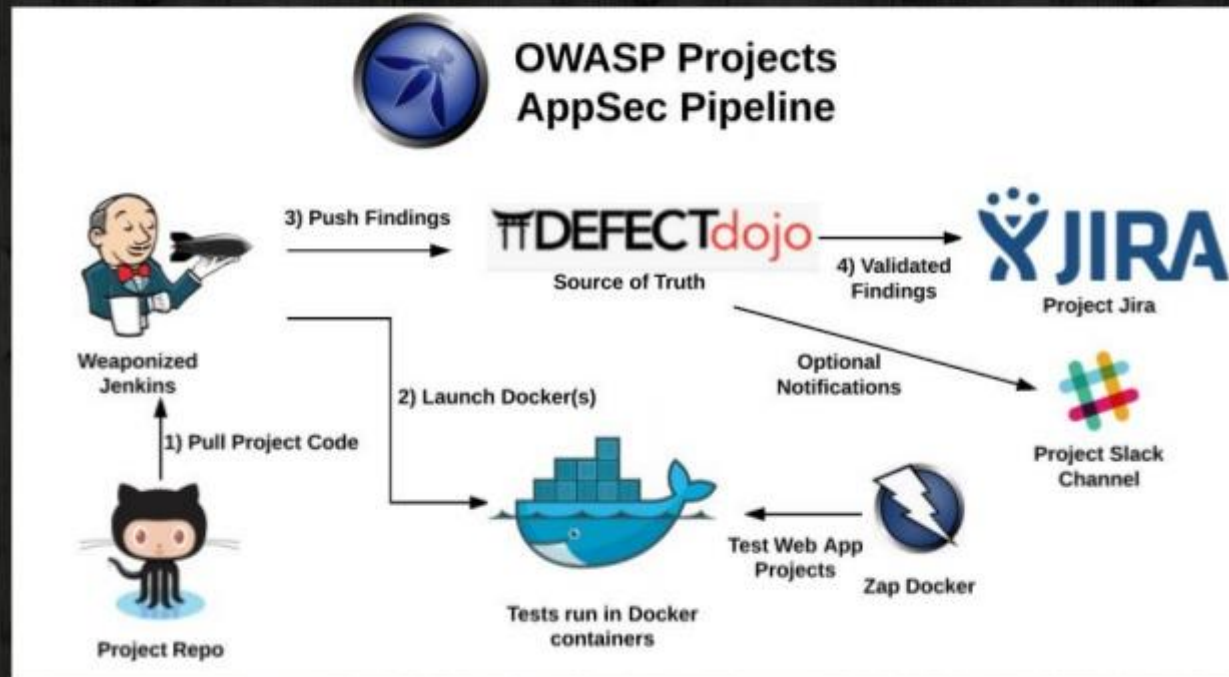 OWASP Projects
AppSec Pipeline
3) Push Findings
DEFECTdojo
Source of Truth
4) Validated
Findings
JIRA
Project Jira
Weaponized
Jenkins
2) Launch Docker(s)
Optional
Notifications
1) Pull Project Code
Project Slack
Channel
Test Web App
Projects
Zap Docker
Tests run in Docker
containers
Project Repo